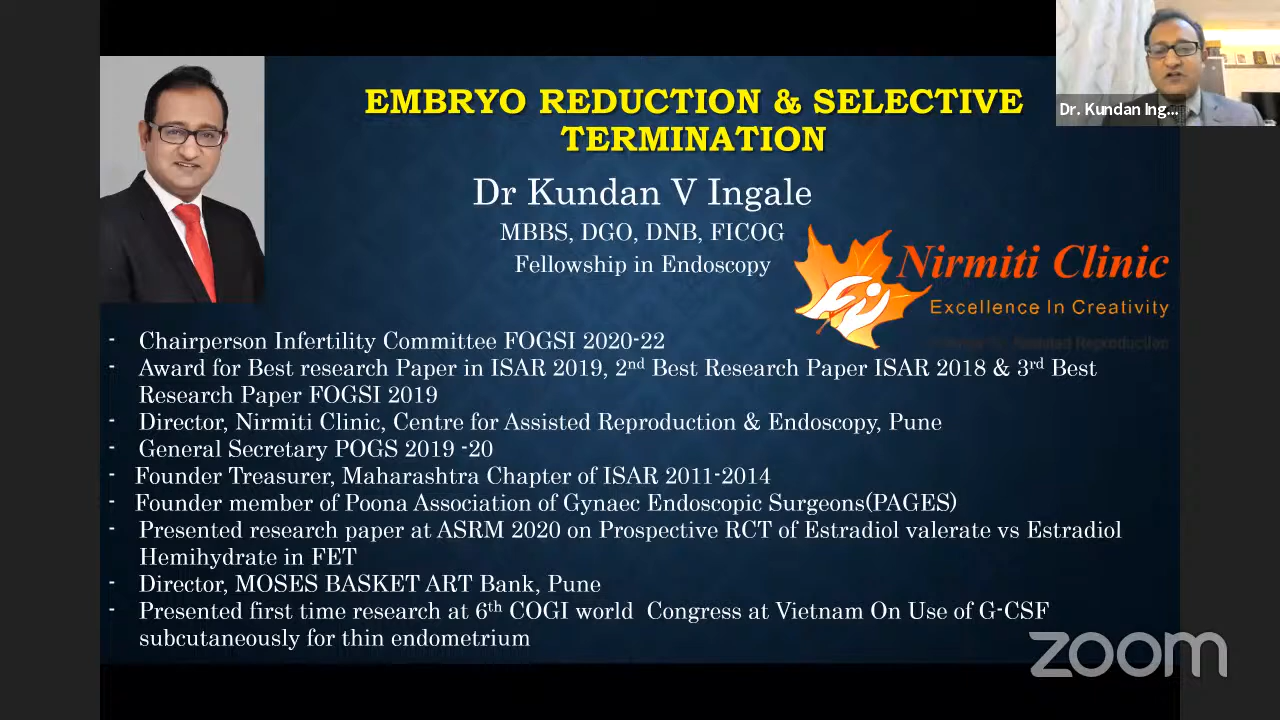 EMBRYO REDUCTION & SELECTIVE
TERMINATION
Dr. Kundan Ing...
Dr Kundan V Ingale
MBBS, DGO, DNB, FICOG
Fellowship in Endoscopy
Nirmiti Clinic
Excellence In Creativity
Assisted Reproduction
- Chairperson Infertility Committee FOGSI 2020-22
- Award for Best research Paper in ISAR 2019, 2nd Best Research Paper ISAR 2018 & 3rd Best
Research Paper FOGSI 2019
- Director, Nirmiti Clinic, Centre for Assisted Reproduction & Endoscopy, Pune
- General Secretary POGS 2019 -20
- Founder Treasurer, Maharashtra Chapter of ISAR 2011-2014
- Founder member of Poona Association of Gynaec Endoscopic Surgeons(PAGES)
- Presented research paper at ASRM 2020 on Prospective RCT of Estradiol valerate vs Estradiol
Hemihydrate in FET
- Director, MOSES BASKET ART Bank, Pune
- Presented first time research at 6th COGI world Congress at Vietnam On Use of G-CSF
subcutaneously for thin endometrium
zoom